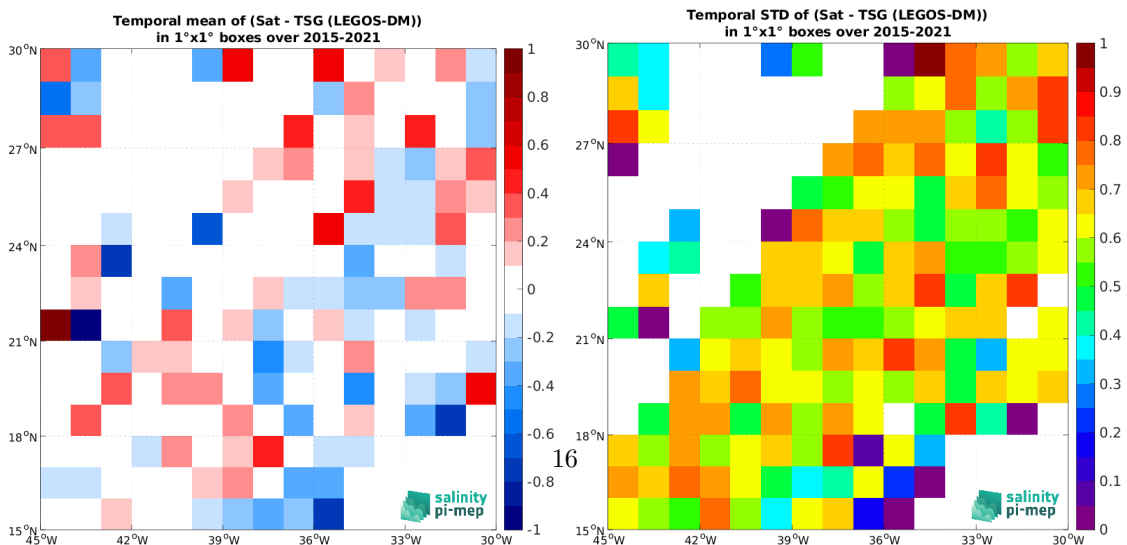 Temporal mean of (Sat - TSG (LEGOS-DM))
in 1°x1° boxes over 2015-2021
30°N
27°N
24°N
21°N
18°N
15°N
45°W
42°W
39°W
36°W
33°W
30°W
1
0.8
0.6
0.4
0.2
0
-0.2
-0.4
-0.6
-0.8
-1
salinity
pi-mep
16
Temporal STD of (Sat - TSG (LEGOS-DM))
in 1°x1° boxes over 2015-2021
30°N
27°N
24°N
21°N
18°N
15°N
45°W
42°W
39°W
36°W
33°W
30°W
1
0.9
0.8
0.7
0.6
0.5
0.4
0.3
0.2
0.1
0
salinity
pi-mep